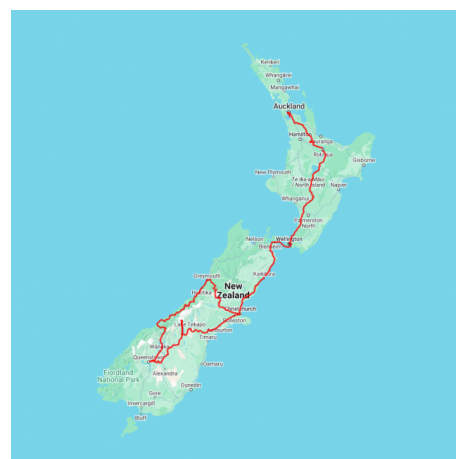 Kerikeri
Whangārei
Mangawhai
Auckland
Hamilton
Tauranga
Rotorua
Gisborne
New Plymouth
Te Ika-a-Māui
/ North Island
Napier
Whanganui
Palmerston
North
Nelson
Wellington
Blenheim
Kaikōura
Greymouth
Hokitika
New
Zealand
Christchurch
Rolleston
Lake Tekapo
Ashburton
Timaru
Wānaka
Queenstown
Oamaru
Fiordland
National Park
Alexandra
Dunedin
Gore
Invercargill
Bluff